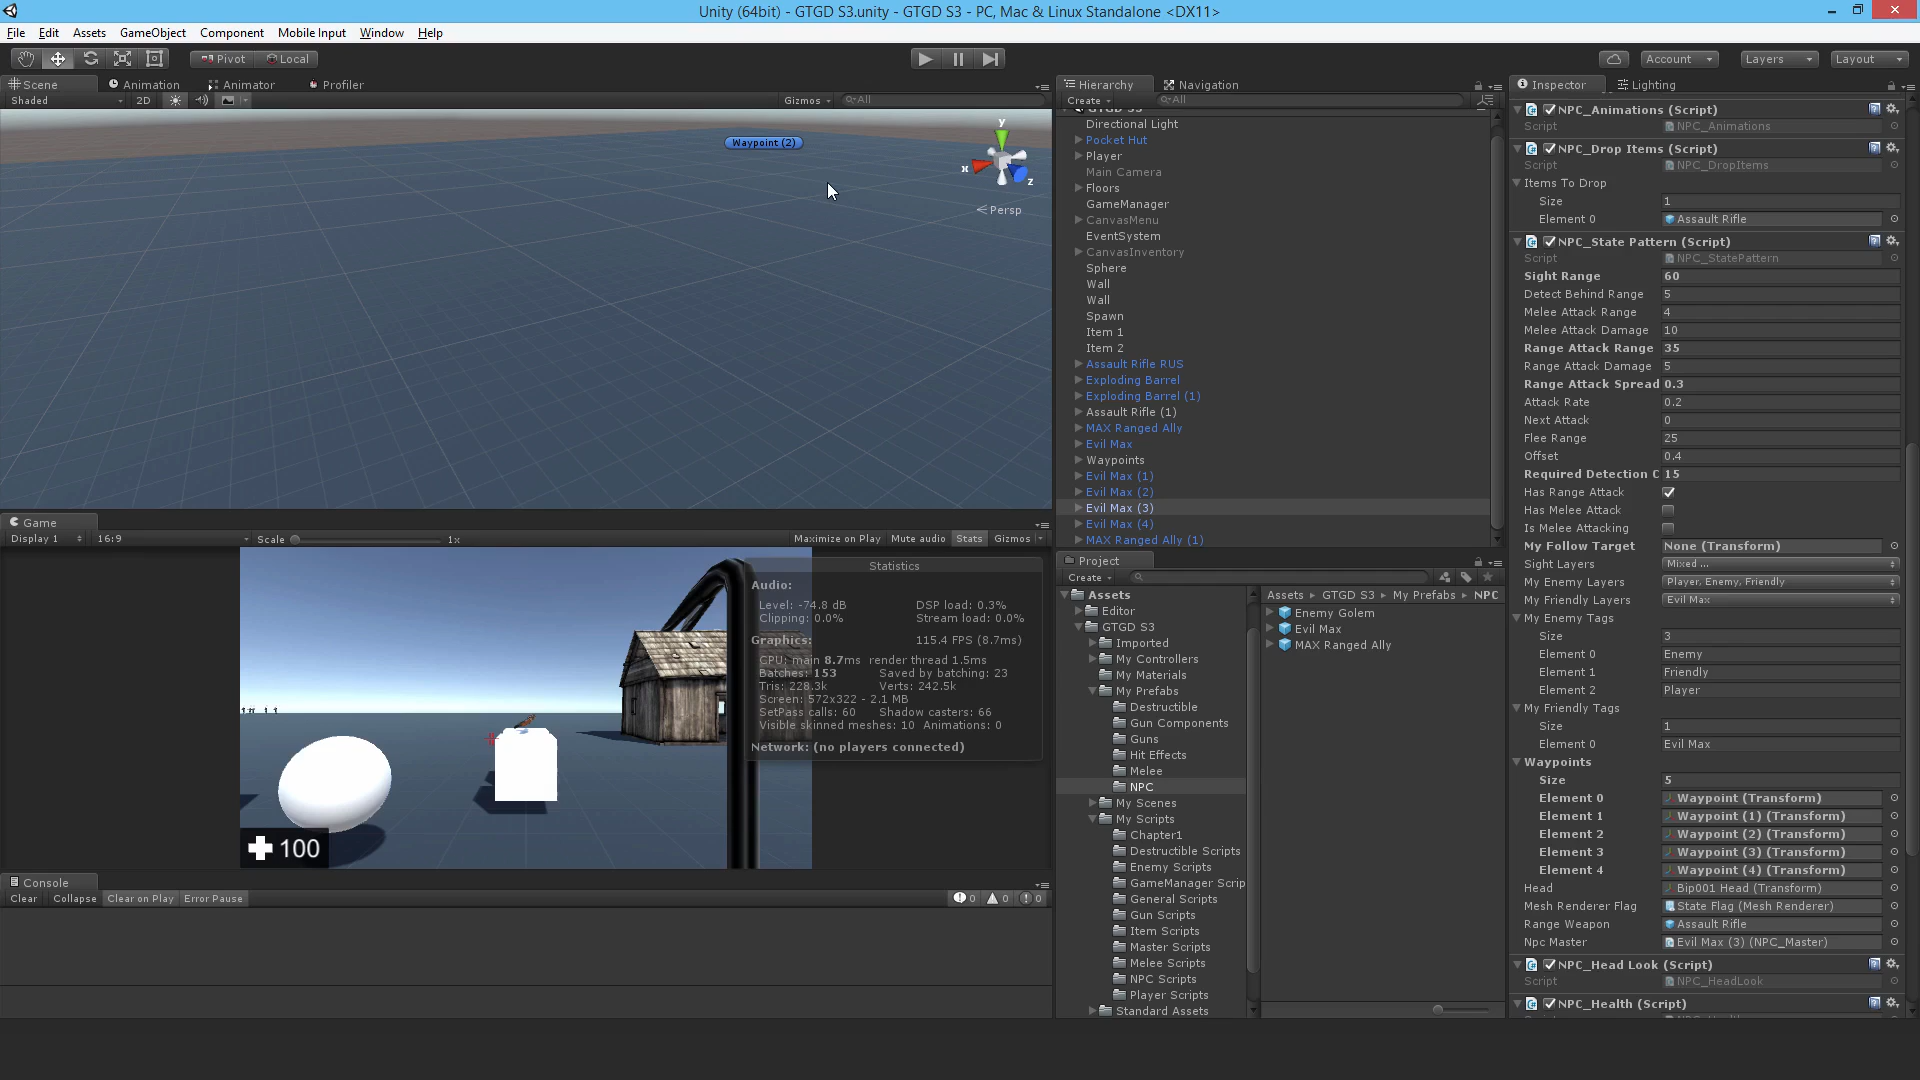 Unity (64bit) - GTGD S3.unity - GTGD S3 - PC, Mac & Linux Standalone <DX11>
File Edit Assets GameObject Component Mobile Input Window Help
Pivot Local Account Layers Layout
Scene Animation Animator Profiler
Shaded 2D Gizmos All
Waypoint (2)
y
x
z
Persp
Game
Display 1 16:9 Scale 1x Maximize on Play Mute audio Stats Gizmos
Statistics
Audio:
Level: -74.8 dB DSP load: 0.3%
Clipping: 0.0% Stream load: 0.0%
Graphics: 115.4 FPS (8.7ms)
CPU: main 8.7ms render thread 1.5ms
Batches: 153 Saved by batching: 23
Tris: 228.3k Verts: 242.5k
Screen: 572x322 - 2.1 MB
SetPass calls: 60 Shadow casters: 66
Visible skinned meshes: 10 Animations: 0
Network: (no players connected)
100
Console
Clear Collapse Clear on Play Error Pause 0 0 0
Hierarchy Navigation
Create All
GTGD S3
Directional Light
Pocket Hut
Player
Main Camera
Floors
GameManager
CanvasMenu
EventSystem
CanvasInventory
Sphere
Wall
Wall
Spawn
Item 1
Item 2
Assault Rifle RUS
Exploding Barrel
Exploding Barrel (1)
Assault Rifle (1)
MAX Ranged Ally
Evil Max
Waypoints
Evil Max (1)
Evil Max (2)
Evil Max (3)
Evil Max (4)
MAX Ranged Ally (1)
Project
Create
Assets
Editor
GTGD S3
Imported
My Controllers
My Materials
My Prefabs
Destructible
Gun Components
Guns
Hit Effects
Melee
NPC
My Scenes
My Scripts
Chapter1
Destructible Scripts
Enemy Scripts
GameManager Scrip
General Scripts
Gun Scripts
Item Scripts
Master Scripts
Melee Scripts
NPC Scripts
Player Scripts
Standard Assets
Assets GTGD S3 My Prefabs NPC
Enemy Golem
Evil Max
MAX Ranged Ally
Inspector Lighting
NPC_Animations (Script)
Script NPC_Animations
NPC_Drop Items (Script)
Script NPC_DropItems
Items To Drop
Size 1
Element 0 Assault Rifle
NPC_State Pattern (Script)
Script NPC_StatePattern
Sight Range 60
Detect Behind Range 5
Melee Attack Range 4
Melee Attack Damage 10
Range Attack Range 35
Range Attack Damage 5
Range Attack Spread 0.3
Attack Rate 0.2
Next Attack 0
Flee Range 25
Offset 0.4
Required Detection C 15
Has Range Attack
Has Melee Attack
Is Melee Attacking
My Follow Target None (Transform)
Sight Layers Mixed ...
My Enemy Layers Player, Enemy, Friendly
My Friendly Layers Evil Max
My Enemy Tags
Size 3
Element 0 Enemy
Element 1 Friendly
Element 2 Player
My Friendly Tags
Size 1
Element 0 Evil Max
Waypoints
Size 5
Element 0 Waypoint (Transform)
Element 1 Waypoint (1) (Transform)
Element 2 Waypoint (2) (Transform)
Element 3 Waypoint (3) (Transform)
Element 4 Waypoint (4) (Transform)
Head Bip001 Head (Transform)
Mesh Renderer Flag State Flag (Mesh Renderer)
Range Weapon Assault Rifle
Npc Master Evil Max (3) (NPC_Master)
NPC_Head Look (Script)
Script NPC_HeadLook
NPC_Health (Script)